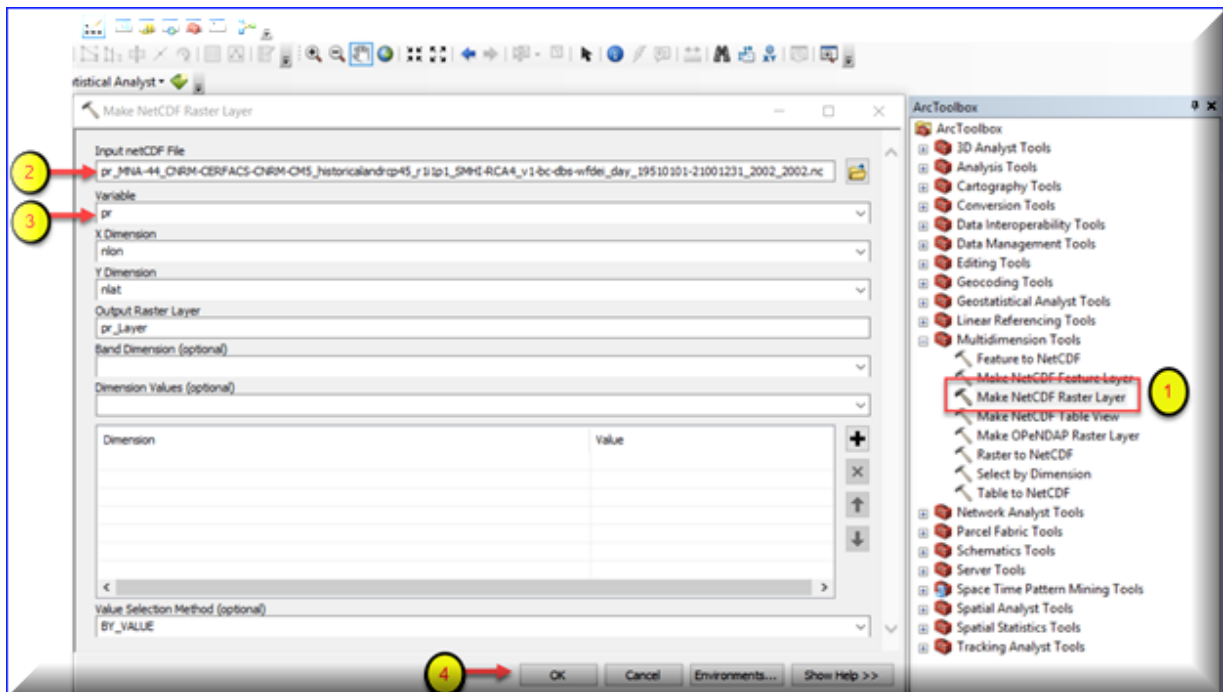 tistical Analyst
Make NetCDF Raster Layer
Input netCDF File
2
pr_MNA-44_CNRM-CERFACS-CNRM-CM5_historicalandrcp45_r1i1p1_SMHI-RCA4_v1-bc-dbs-wfdei_day_19510101-21001231_2002_2002.nc
Variable
3
pr
X Dimension
nlon
Y Dimension
nlat
Output Raster Layer
pr_Layer
Band Dimension (optional)
Dimension Values (optional)
Dimension Value
Value Selection Method (optional)
BY_VALUE
4
OK Cancel Environments... Show Help >>
ArcToolbox
ArcToolbox
3D Analyst Tools
Analysis Tools
Cartography Tools
Conversion Tools
Data Interoperability Tools
Data Management Tools
Editing Tools
Geocoding Tools
Geostatistical Analyst Tools
Linear Referencing Tools
Multidimension Tools
Feature to NetCDF
Make NetCDF Feature Layer
Make NetCDF Raster Layer
1
Make NetCDF Table View
Make OPeNDAP Raster Layer
Raster to NetCDF
Select by Dimension
Table to NetCDF
Network Analyst Tools
Parcel Fabric Tools
Schematics Tools
Server Tools
Space Time Pattern Mining Tools
Spatial Analyst Tools
Spatial Statistics Tools
Tracking Analyst Tools